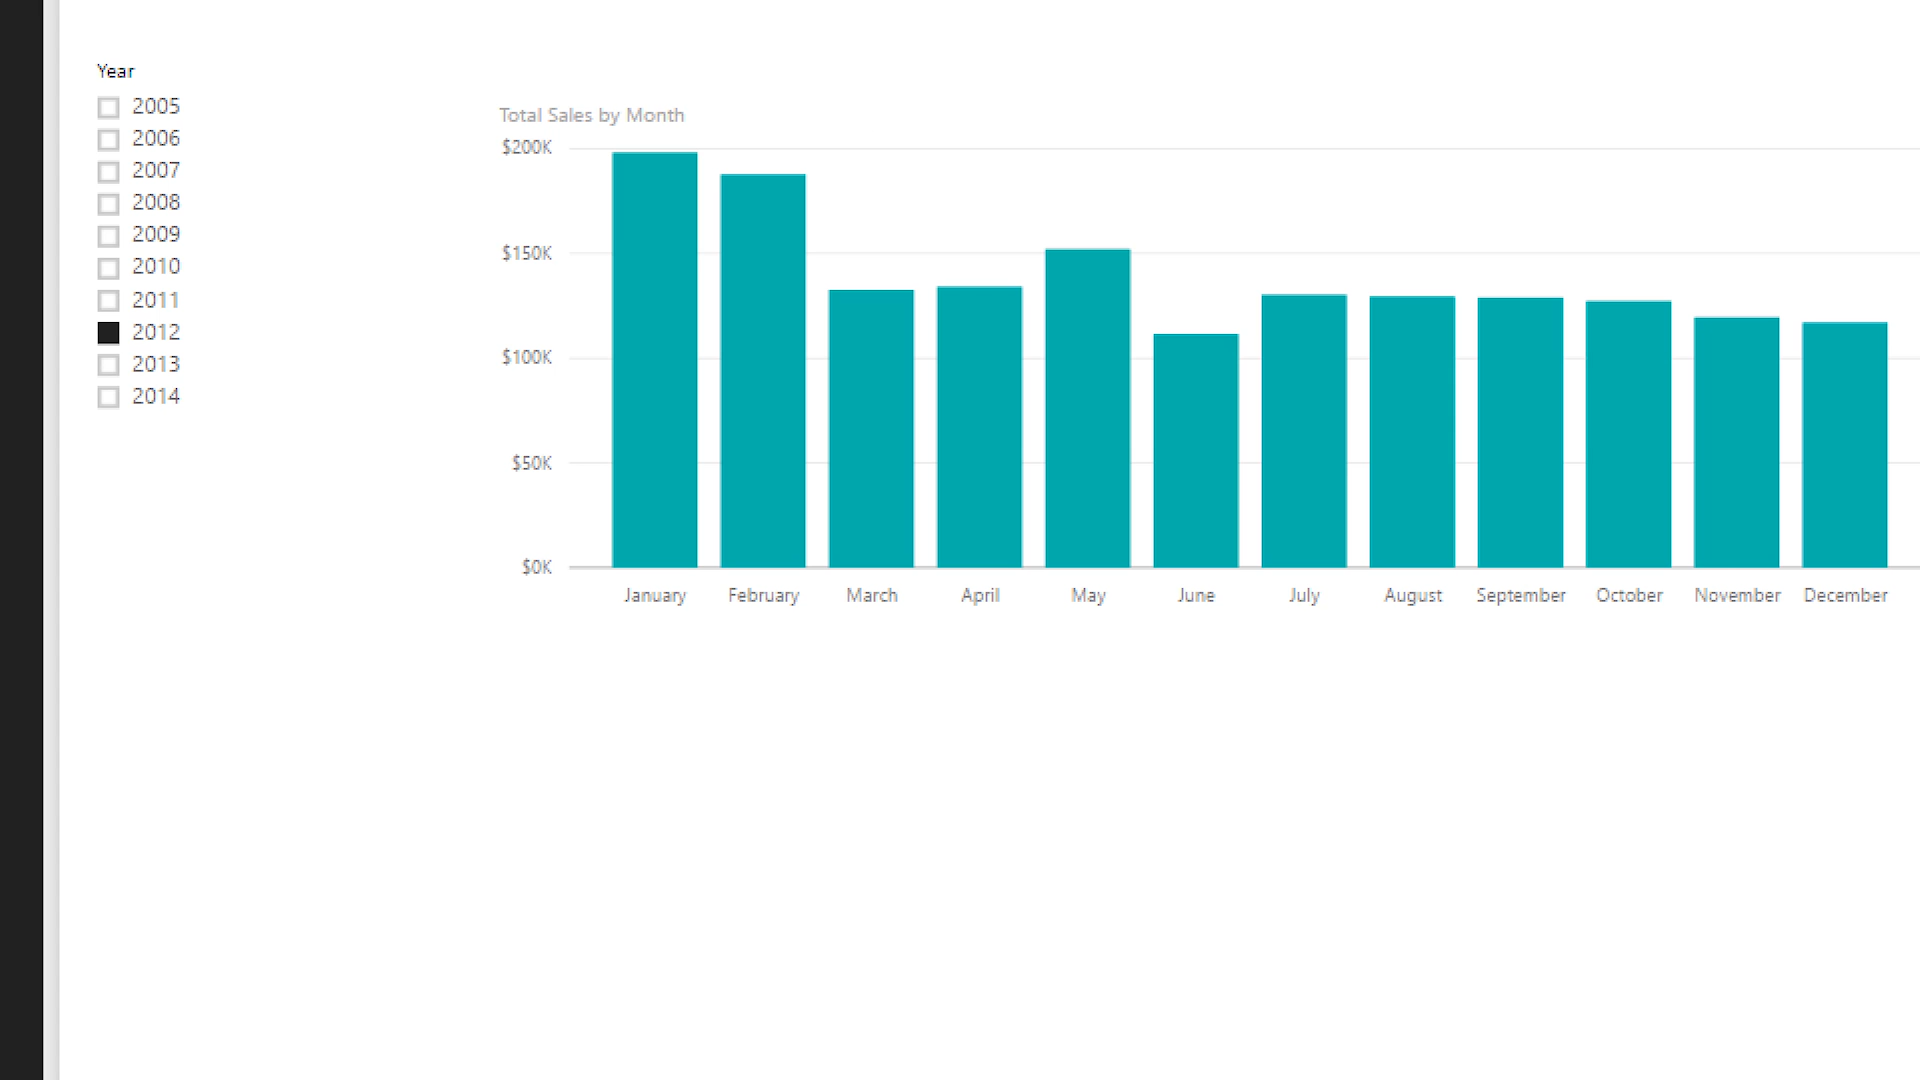 Year
2005
2006
2007
2008
2009
2010
2011
2012
2013
2014
Total Sales by Month
$200K
$150K
$100K
$50K
$0K
January February March April May June July August September October November December